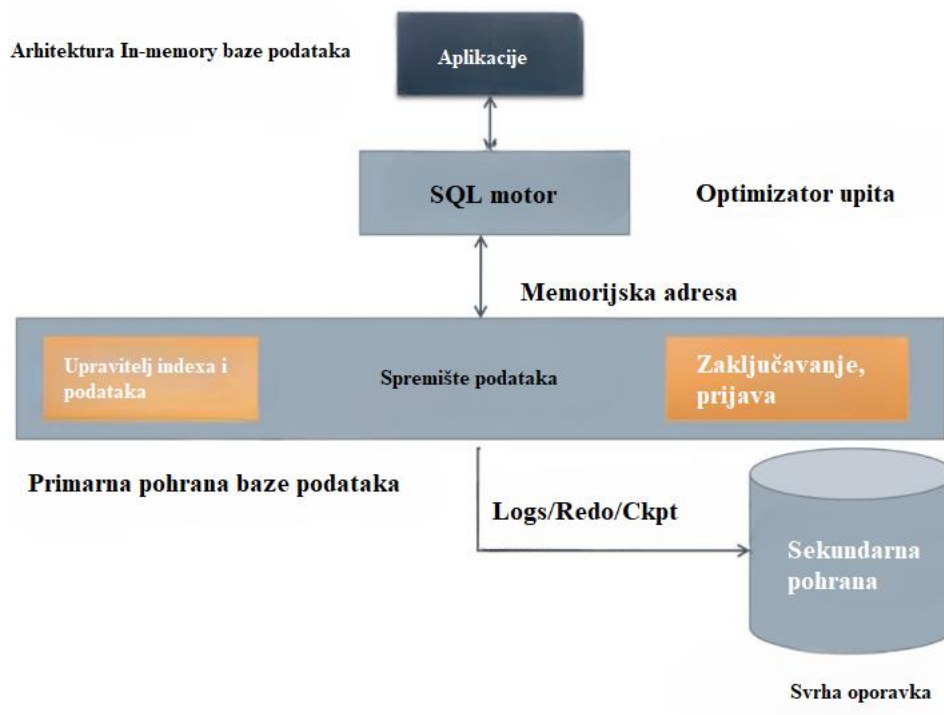 Arhitektura In-memory baze podataka
Aplikacije
SQL motor
Optimizator upita
Memorijska adresa
Upravitelj indexa i
podataka
Spremište podataka
Zaključavanje,
prijava
Primarna pohrana baze podataka
Logs/Redo/Ckpt
Sekundarna
pohrana
Svrha oporavka